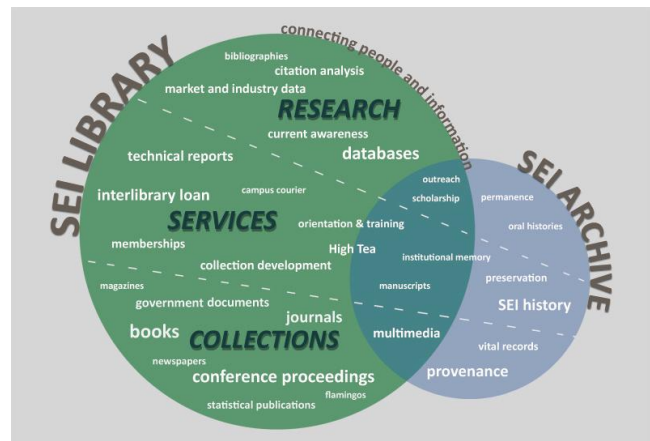 SEI LIBRARY
connecting people and information
bibliographies
citation analysis
market and industry data
RESEARCH
current awareness
databases
technical reports
interlibrary loan
campus courier
SERVICES
orientation & training
memberships
High Tea
collection development
magazines
government documents
journals
books
COLLECTIONS
newspapers
conference proceedings
flamingos
statistical publications
outreach
scholarship
institutional memory
manuscripts
multimedia
SEI ARCHIVE
permanence
oral histories
preservation
SEI history
vital records
provenance